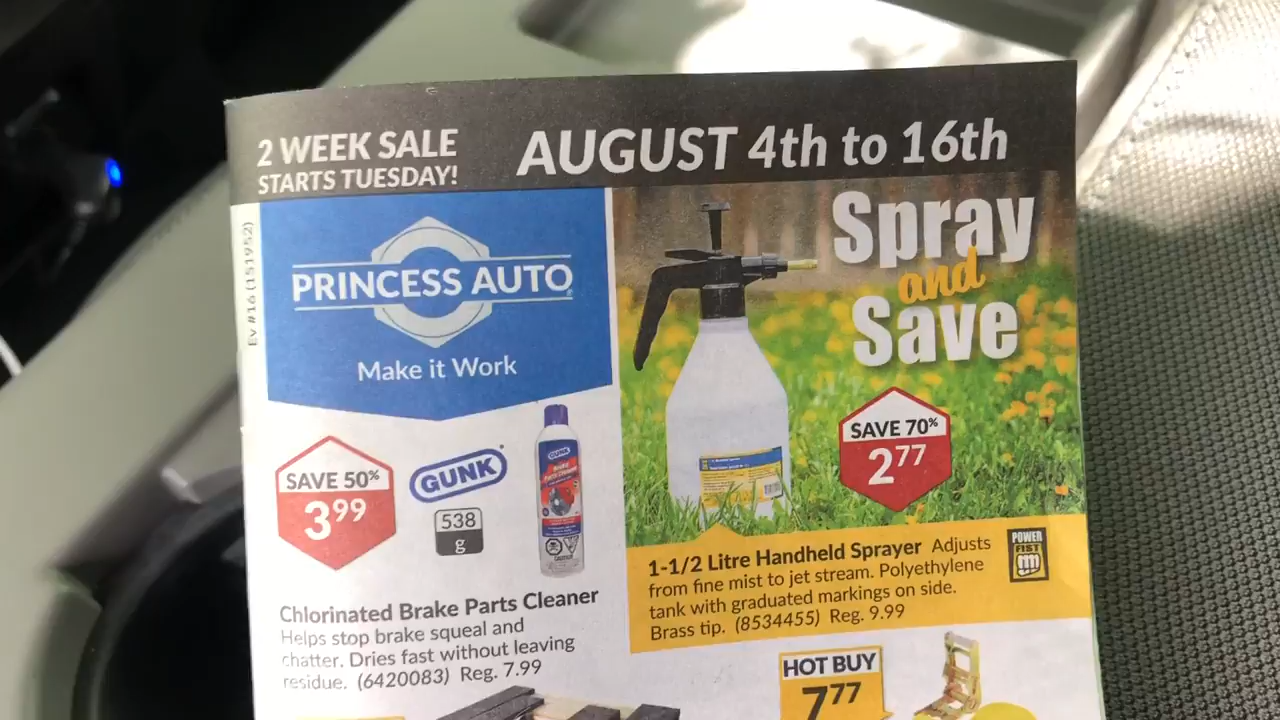 2 WEEK SALE
STARTS TUESDAY!
AUGUST 4th to 16th
Ev #16 (151952)
PRINCESS AUTO
Make it Work
Spray
and
Save
SAVE 70%
2.77
SAVE 50%
3.99
GUNK
538
g
GUNK
Brake
Parts Cleaner
1-1/2 Litre Handheld Sprayer Adjusts
from fine mist to jet stream. Polyethylene
tank with graduated markings on side.
Brass tip. (8534455) Reg. 9.99
POWER
FIST
Chlorinated Brake Parts Cleaner
Helps stop brake squeal and
chatter. Dries fast without leaving
residue. (6420083) Reg. 7.99
HOT BUY
7.77